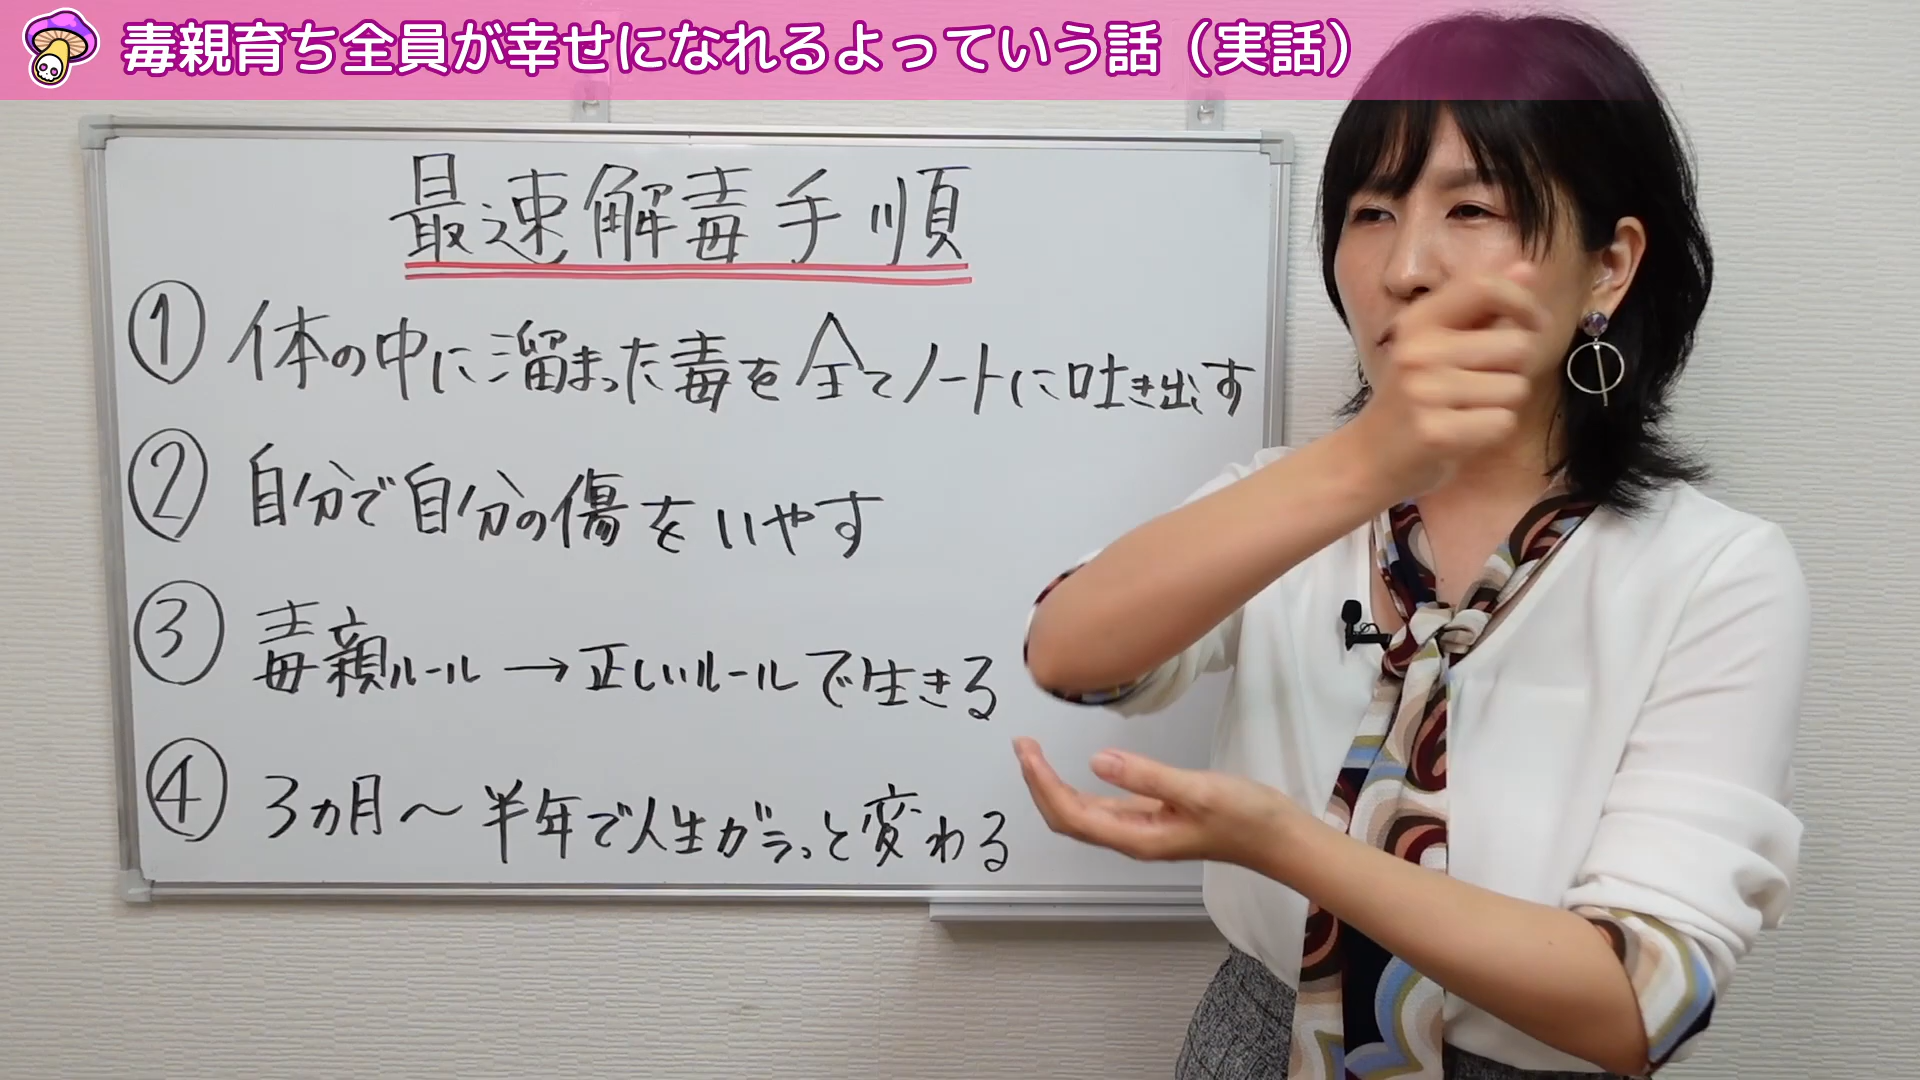 毒親育ち全員が幸せになれるよっていう話（実話）
最速解毒手順
① 体の中に溜まった毒を全てノートに吐き出す
② 自分で自分の傷をいやす
③ 毒親ルール→正しいルールで生きる
④ 3ヵ月～半年で人生がラっと変わる